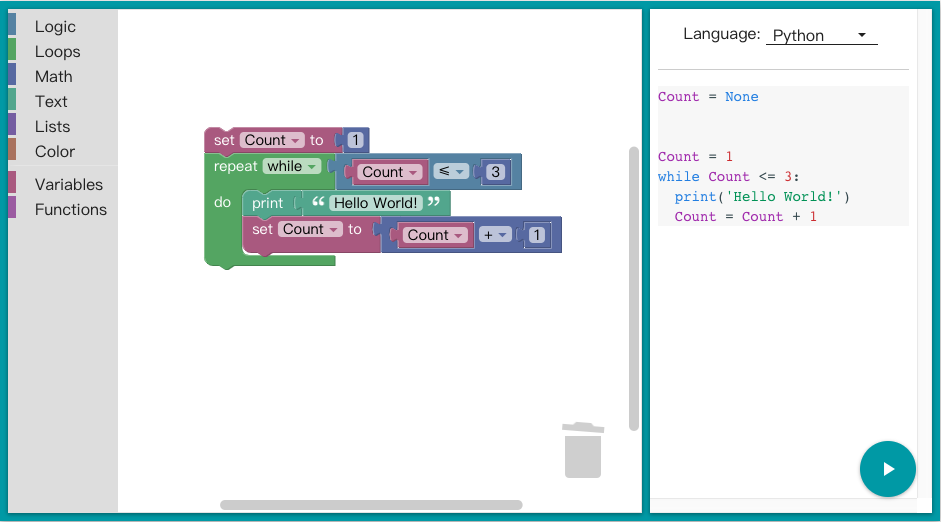 Logic
Loops
Math
Text
Lists
Color
Variables
Functions
set Count to 1
repeat while Count ≤ 3
do print “ Hello World! ”
set Count to Count + 1
Language: Python
Count = None
Count = 1
while Count <= 3:
  print('Hello World!')
  Count = Count + 1